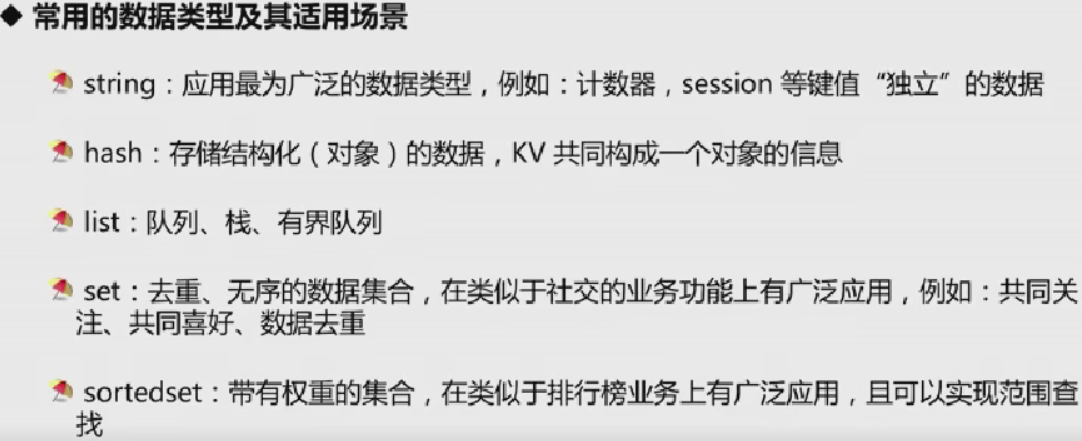 ◆ 常用的数据类型及其适用场景
string：应用最为广泛的数据类型，例如：计数器，session 等键值“独立”的数据
hash：存储结构化（对象）的数据，KV 共同构成一个对象的信息
list：队列、栈、有界队列
set：去重、无序的数据集合，在类似于社交的业务功能上有广泛应用，例如：共同关
注、共同喜好、数据去重
sortedset：带有权重的集合，在类似于排行榜业务上有广泛应用，且可以实现范围查
找